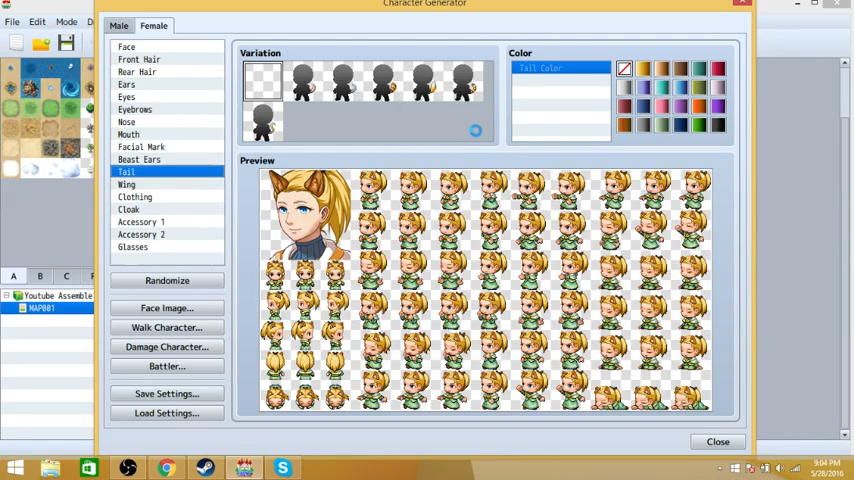 Character Generator
File Edit Mode
Male Female
Face
Front Hair
Rear Hair
Ears
Eyes
Eyebrows
Nose
Mouth
Facial Mark
Beast Ears
Tail
Wing
Clothing
Cloak
Accessory 1
Accessory 2
Glasses
Variation
Color
Tail Color
Preview
A B C
Youtube Assemble
MAP001
Randomize
Face Image...
Walk Character...
Damage Character...
Battler...
Save Settings...
Load Settings...
Close
9:04 PM
5/28/2016